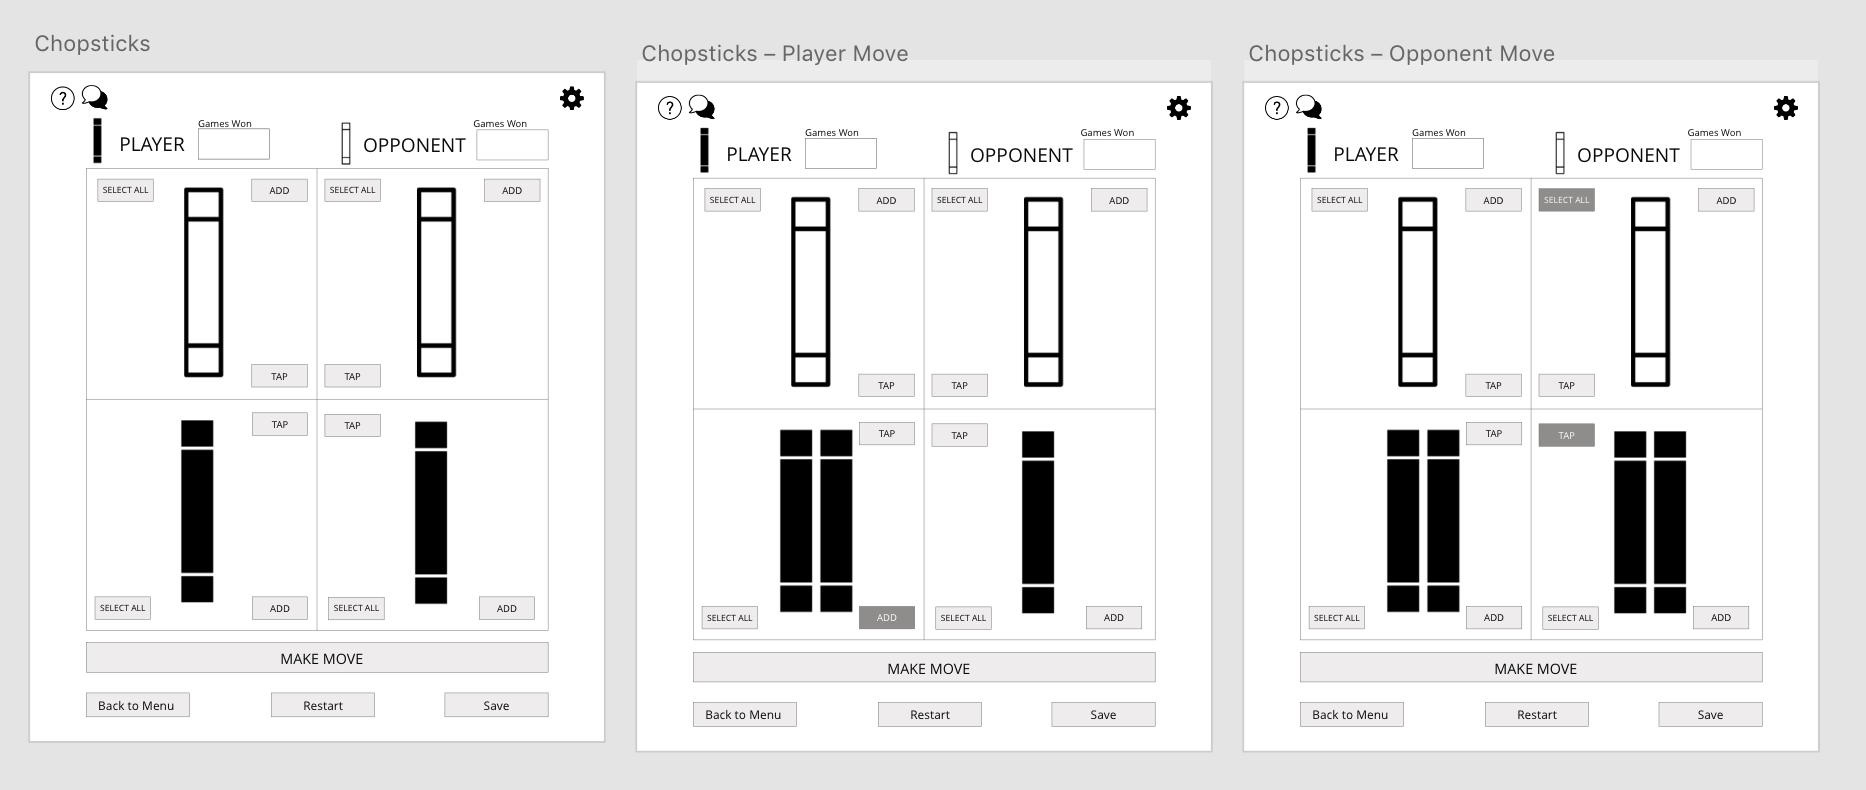 Chopsticks
?
Games Won
Games Won
PLAYER
OPPONENT
SELECT ALL
ADD
SELECT ALL
ADD
TAP
TAP
TAP
TAP
SELECT ALL
ADD
SELECT ALL
ADD
MAKE MOVE
Back to Menu
Restart
Save
Chopsticks – Player Move
?
Games Won
Games Won
PLAYER
OPPONENT
SELECT ALL
ADD
SELECT ALL
ADD
TAP
TAP
TAP
TAP
SELECT ALL
ADD
SELECT ALL
ADD
MAKE MOVE
Back to Menu
Restart
Save
Chopsticks – Opponent Move
?
Games Won
Games Won
PLAYER
OPPONENT
SELECT ALL
ADD
SELECT ALL
ADD
TAP
TAP
TAP
TAP
SELECT ALL
ADD
SELECT ALL
ADD
MAKE MOVE
Back to Menu
Restart
Save